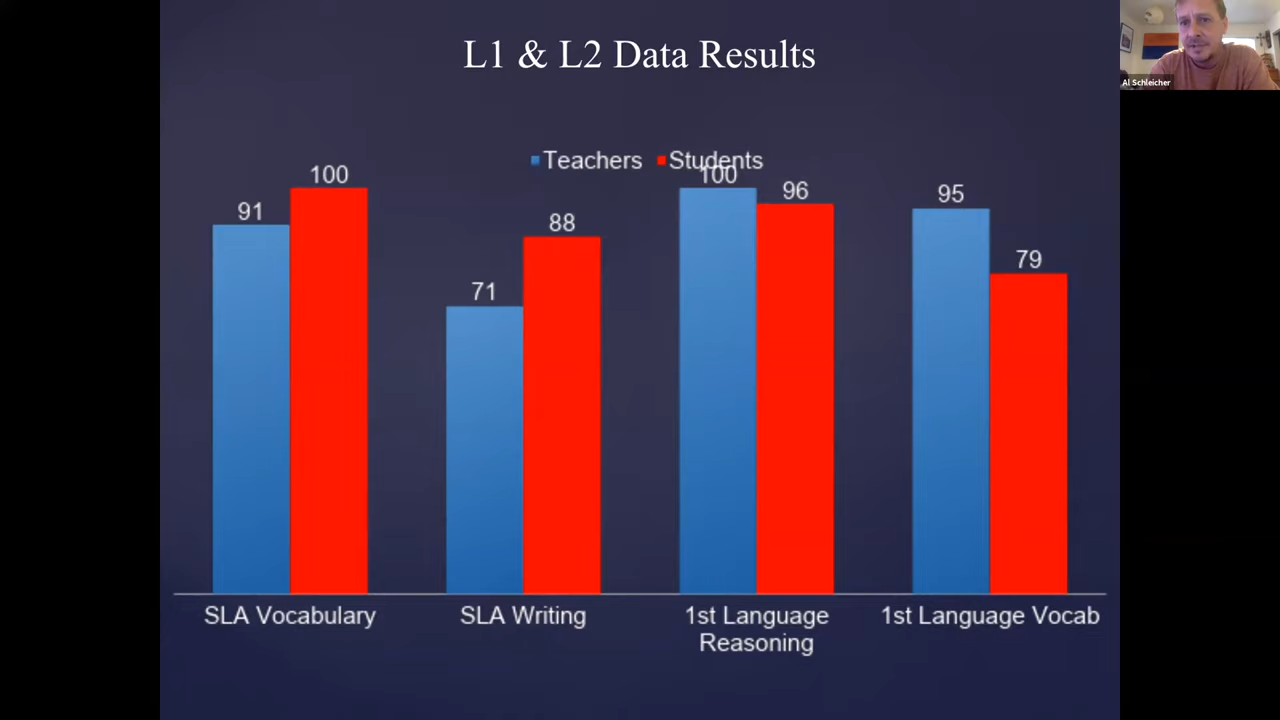 L1 & L2 Data Results
Al Schleicher
Teachers Students
91
100
71
88
100
96
95
79
SLA Vocabulary
SLA Writing
1st Language
Reasoning
1st Language Vocab